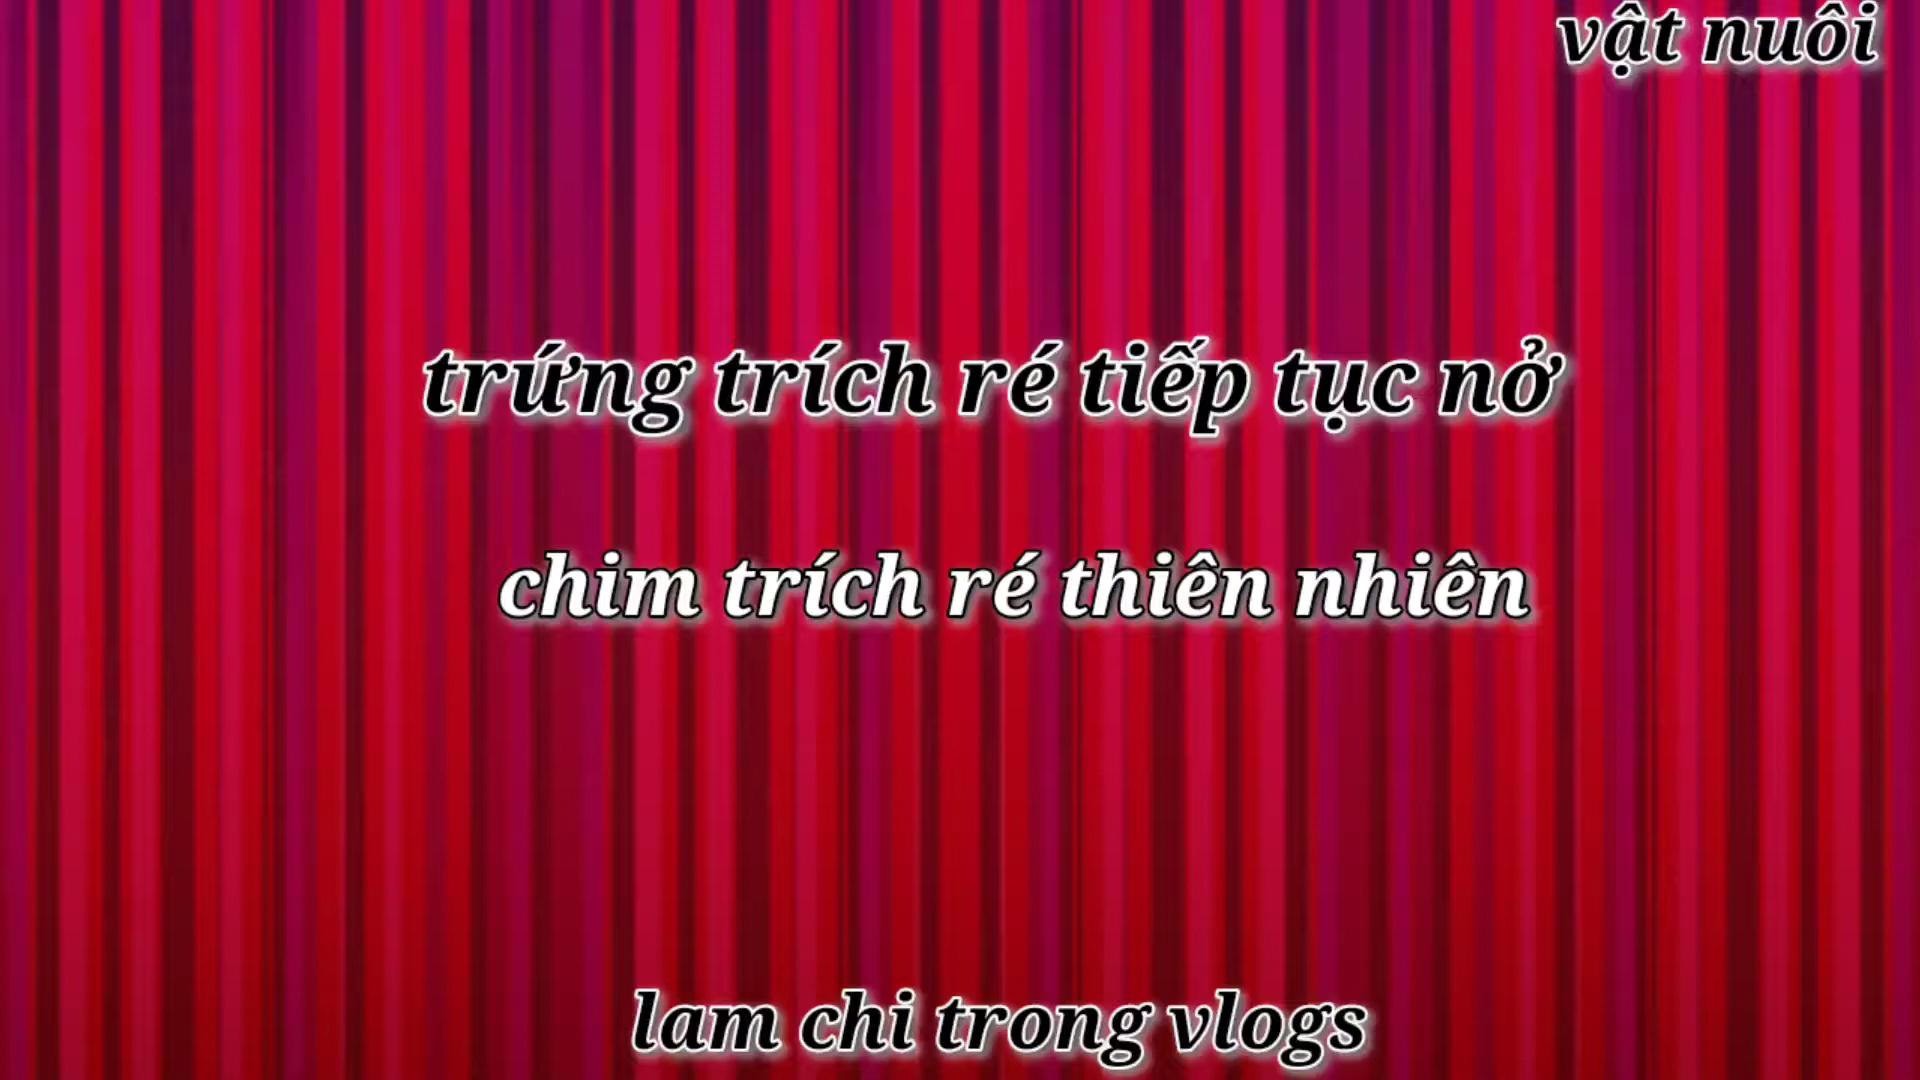 vật nuôi
trứng trích ré tiếp tục nở
chim trích ré thiên nhiên
lam chi trong vlogs